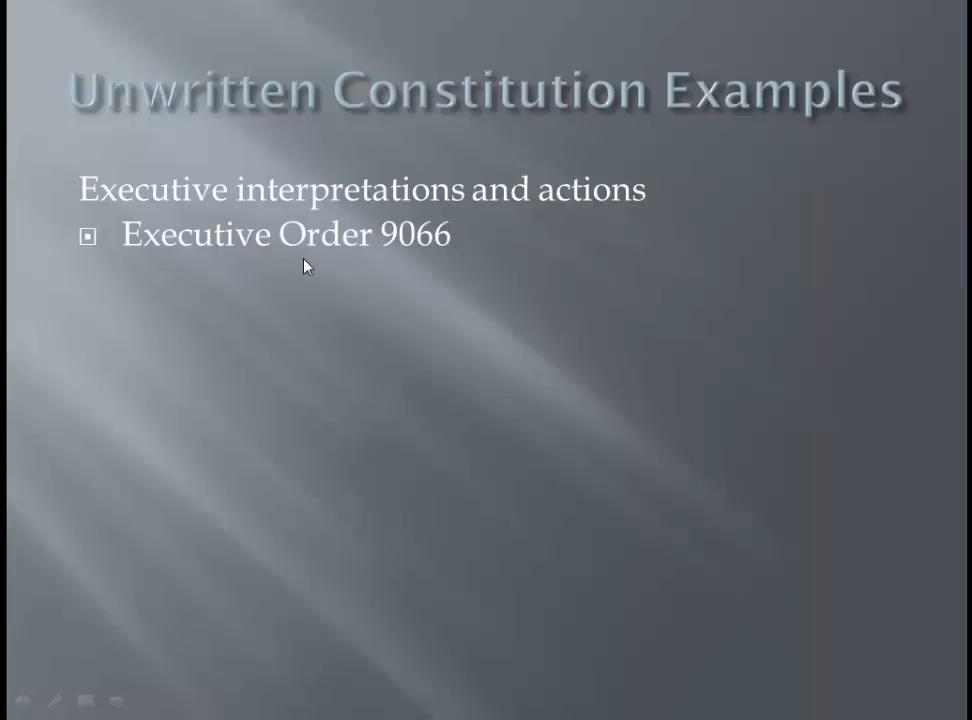 Unwritten Constitution Examples
Executive interpretations and actions
Executive Order 9066